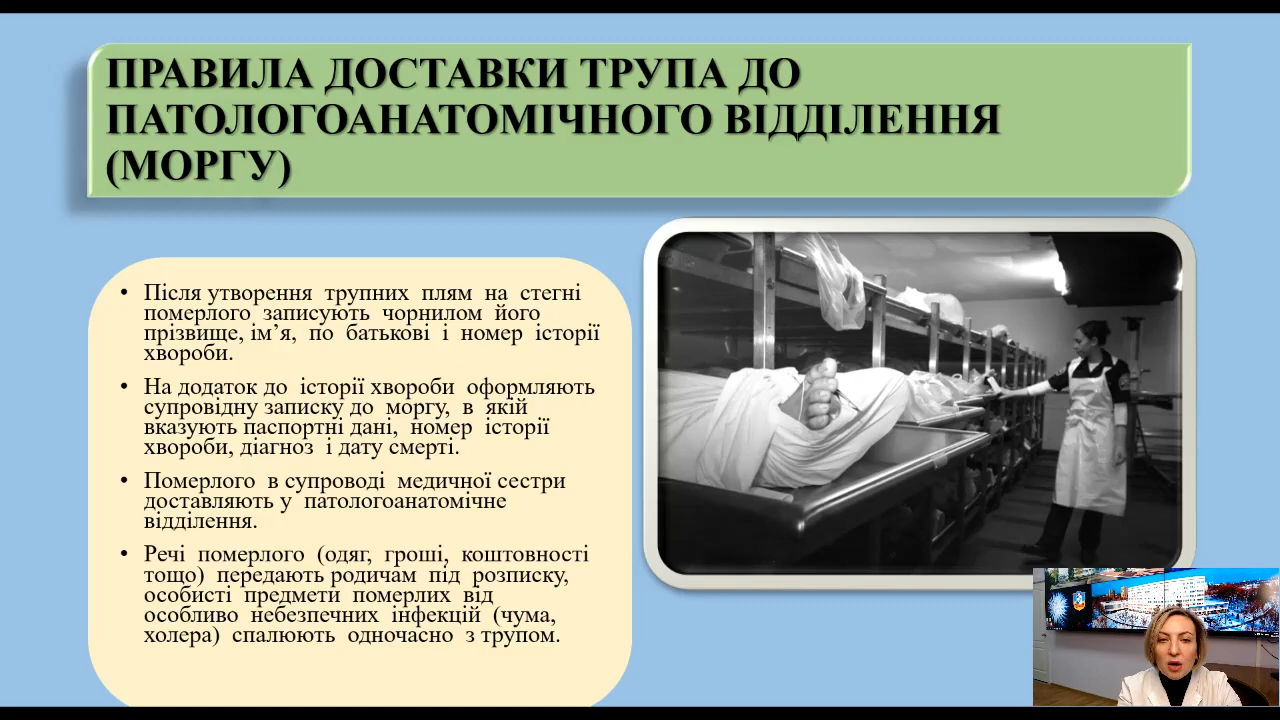 ПРАВИЛА ДОСТАВКИ ТРУПА ДО
ПАТОЛОГОАНАТОМІЧНОГО ВІДДІЛЕННЯ
(МОРГУ)
• Після утворення трупних плям на стегні
померлого записують чорнилом його
прізвище, ім’я, по батькові і номер історії
хвороби.
• На додаток до історії хвороби оформляють
супровідну записку до моргу, в якій
вказують паспортні дані, номер історії
хвороби, діагноз і дату смерті.
• Померлого в супроводі медичної сестри
доставляють у патологоанатомічне
відділення.
• Речі померлого (одяг, гроші, коштовності
тощо) передають родичам під розписку,
особисті предмети померлих від
особливо небезпечних інфекцій (чума,
холера) спалюють одночасно з трупом.